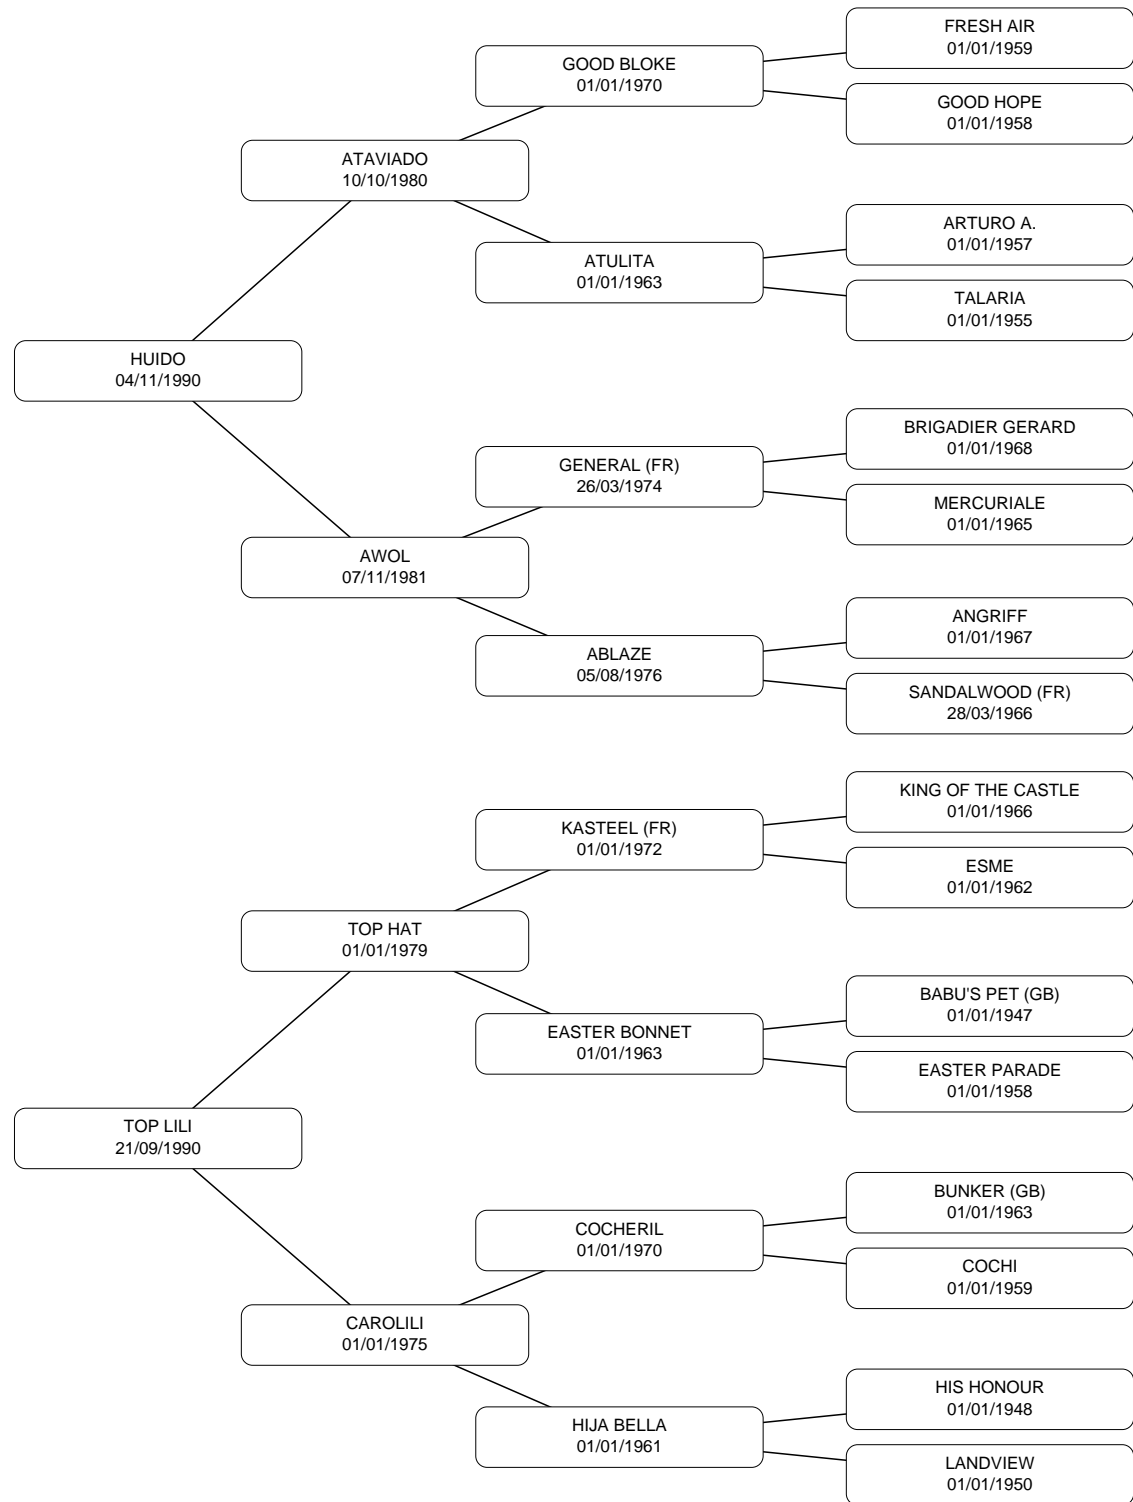 FRESH AIR
01/01/1959
GOOD BLOKE
01/01/1970
GOOD HOPE
01/01/1958
ATAVIADO
10/10/1980
ARTURO A.
01/01/1957
ATULITA
01/01/1963
TALARIA
01/01/1955
HUIDO
04/11/1990
BRIGADIER GERARD
01/01/1968
GENERAL (FR)
26/03/1974
MERCURIALE
01/01/1965
AWOL
07/11/1981
ANGRIFF
01/01/1967
ABLAZE
05/08/1976
SANDALWOOD (FR)
28/03/1966
KING OF THE CASTLE
01/01/1966
KASTEEL (FR)
01/01/1972
ESME
01/01/1962
TOP HAT
01/01/1979
BABU'S PET (GB)
01/01/1947
EASTER BONNET
01/01/1963
EASTER PARADE
01/01/1958
TOP LILI
21/09/1990
BUNKER (GB)
01/01/1963
COCHERIL
01/01/1970
COCHI
01/01/1959
CAROLILI
01/01/1975
HIS HONOUR
01/01/1948
HIJA BELLA
01/01/1961
LANDVIEW
01/01/1950